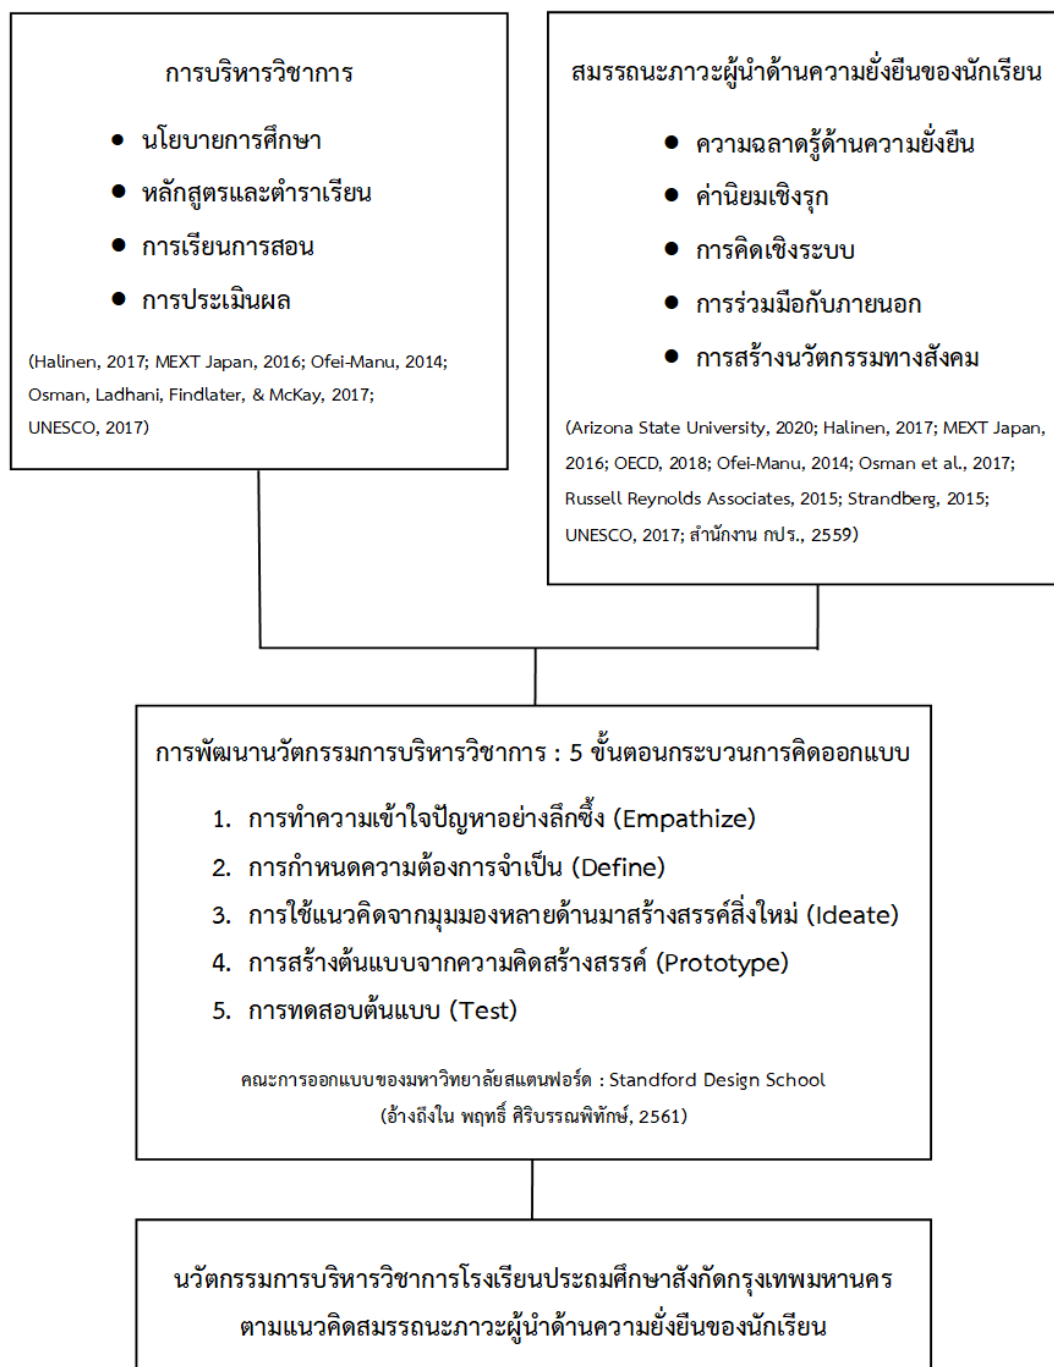 การบริหารวิชาการ
● นโยบายการศึกษา
● หลักสูตรและตำราเรียน
● การเรียนการสอน
● การประเมินผล
(Halinen, 2017; MEXT Japan, 2016; Ofei-Manu, 2014;
Osman, Ladhani, Findlater, & McKay, 2017;
UNESCO, 2017)
สมรรถนะภาวะผู้นำด้านความยั่งยืนของนักเรียน
● ความฉลาดรู้ด้านความยั่งยืน
● ค่านิยมเชิงรุก
● การคิดเชิงระบบ
● การร่วมมือกับภายนอก
● การสร้างนวัตกรรมทางสังคม
(Arizona State University, 2020; Halinen, 2017; MEXT Japan,
2016; OECD, 2018; Ofei-Manu, 2014; Osman et al., 2017;
Russell Reynolds Associates, 2015; Strandberg, 2015;
UNESCO, 2017; สำนักงาน กปร., 2559)
การพัฒนานวัตกรรมการบริหารวิชาการ : 5 ขั้นตอนกระบวนการคิดออกแบบ
1. การทำความเข้าใจปัญหาอย่างลึกซึ้ง (Empathize)
2. การกำหนดความต้องการจำเป็น (Define)
3. การใช้แนวคิดจากมุมมองหลายด้านมาสร้างสรรค์สิ่งใหม่ (Ideate)
4. การสร้างต้นแบบจากความคิดสร้างสรรค์ (Prototype)
5. การทดสอบต้นแบบ (Test)
คณะการออกแบบของมหาวิทยาลัยสแตนฟอร์ด : Standford Design School
(อ้างถึงใน พฤทธิ์ ศิริบรรณพิทักษ์, 2561)
นวัตกรรมการบริหารวิชาการโรงเรียนประถมศึกษาสังกัดกรุงเทพมหานคร
ตามแนวคิดสมรรถนะภาวะผู้นำด้านความยั่งยืนของนักเรียน